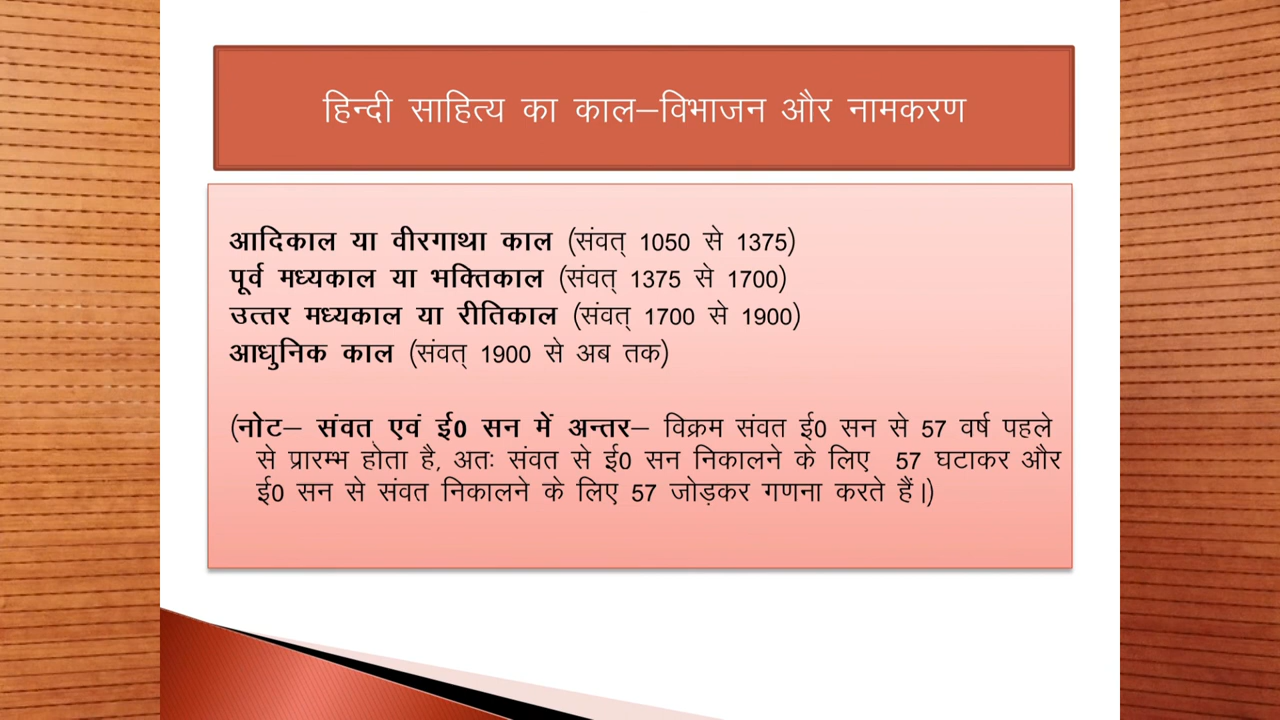 हिन्दी साहित्य का काल–विभाजन और नामकरण
आदिकाल या वीरगाथा काल (संवत् 1050 से 1375)
पूर्व मध्यकाल या भक्तिकाल (संवत् 1375 से 1700)
उत्तर मध्यकाल या रीतिकाल (संवत् 1700 से 1900)
आधुनिक काल (संवत् 1900 से अब तक)
(नोट– संवत एवं ई0 सन में अन्तर– विक्रम संवत ई0 सन से 57 वर्ष पहले
से प्रारम्भ होता है, अतः संवत से ई0 सन निकालने के लिए 57 घटाकर और
ई0 सन से संवत निकालने के लिए 57 जोड़कर गणना करते हैं।)